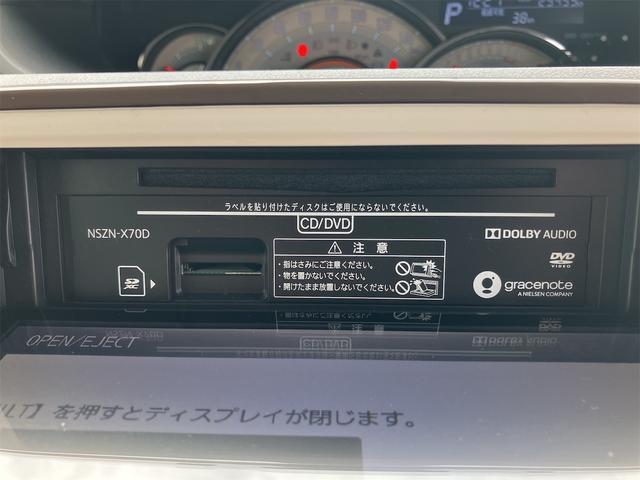 P
38
km
ラベルを貼り付けたディスクはご使用にならないでください。
CD/DVD
NSZN-X70D
DOLBY AUDIO
注意
・指はさみにご注意ください。
・物を置かないでください。
・開けたまま放置しないでください。
DVD
VIDEO
SD
XC
gracenote
A NIELSEN COMPANY
OPEN/EJECT
LT】を押すとディスプレイが閉じます。